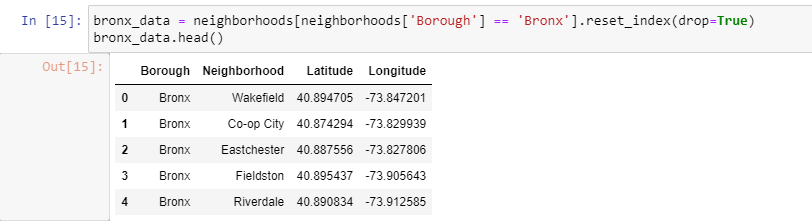 In [15]: bronx_data = neighborhoods[neighborhoods['Borough'] == 'Bronx'].reset_index(drop=True)
bronx_data.head()
Out[15]:
Borough Neighborhood Latitude Longitude
0 Bronx Wakefield 40.894705 -73.847201
1 Bronx Co-op City 40.874294 -73.829939
2 Bronx Eastchester 40.887556 -73.827806
3 Bronx Fieldston 40.895437 -73.905643
4 Bronx Riverdale 40.890834 -73.912585